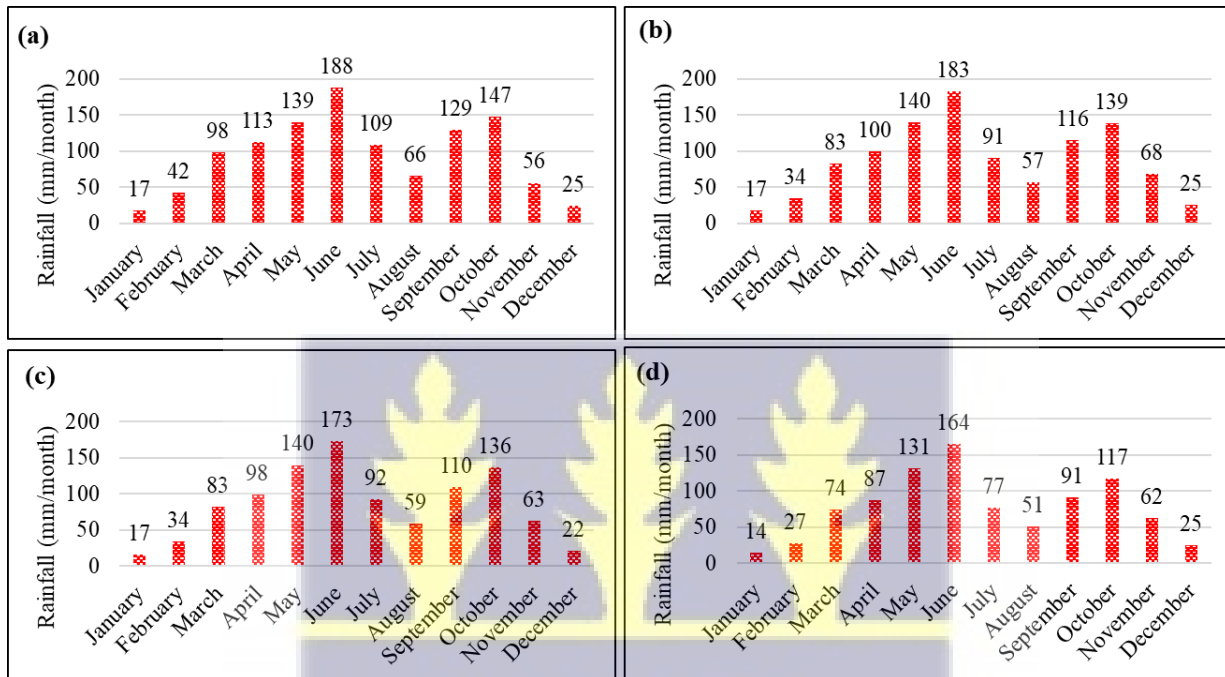 (a)
Rainfall (mm/month)
200
150
100
50
0
17
42
98
113
139
188
109
66
129
147
56
25
January
February
March
April
May
June
July
August
September
October
November
December
(b)
Rainfall (mm/month)
200
150
100
50
0
17
34
83
100
140
183
91
57
116
139
68
25
January
February
March
April
May
June
July
August
September
October
November
December
(c)
Rainfall (mm/month)
200
150
100
50
0
17
34
83
98
140
173
92
59
110
136
63
22
January
February
March
April
May
June
July
August
September
October
November
December
(d)
Rainfall (mm/month)
200
150
100
50
0
14
27
74
87
131
164
77
51
91
117
62
25
January
February
March
April
May
June
July
August
September
October
November
December